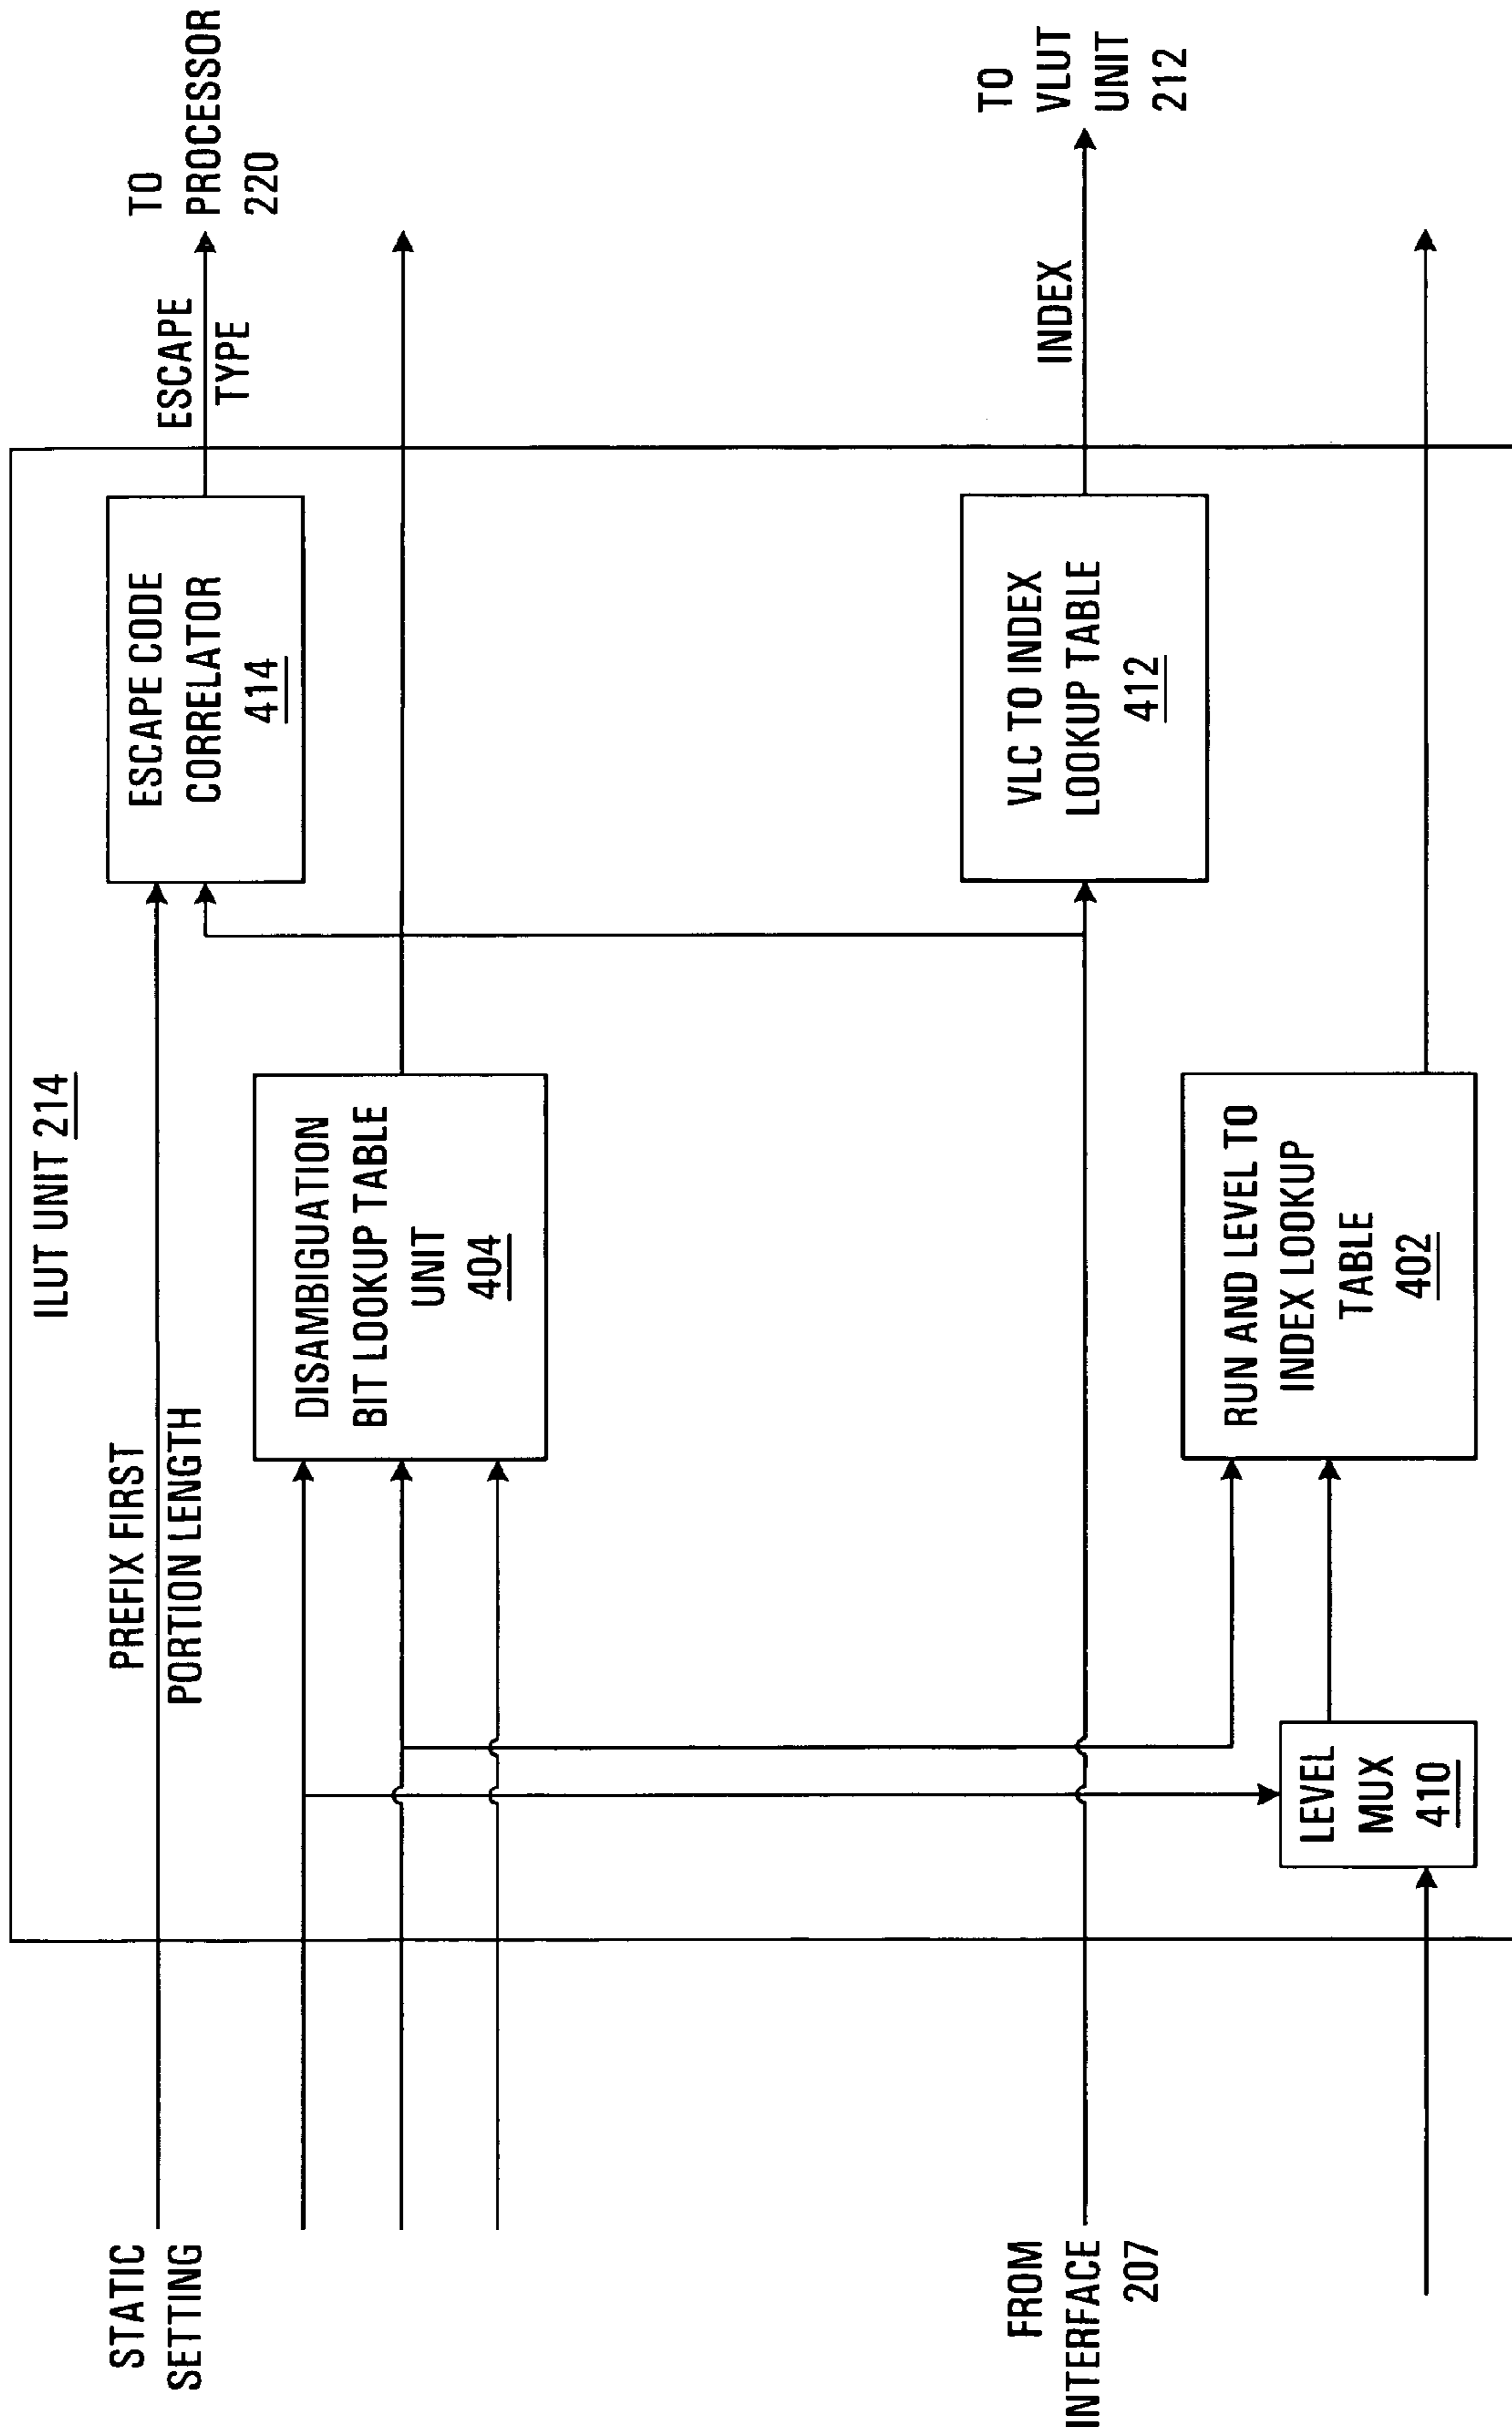 ILUT UNIT 214
STATIC
SETTING
PREFIX FIRST
PORTION LENGTH
ESCAPE CODE
CORRELATOR
414
ESCAPE
TYPE
TO
PROCESSOR
220
DISAMBIGUATION
BIT LOOKUP TABLE
UNIT
404
FROM
INTERFACE
207
VLC TO INDEX
LOOKUP TABLE
412
INDEX
TO
VLUT
UNIT
212
LEVEL
MUX
410
RUN AND LEVEL TO
INDEX LOOKUP
TABLE
402